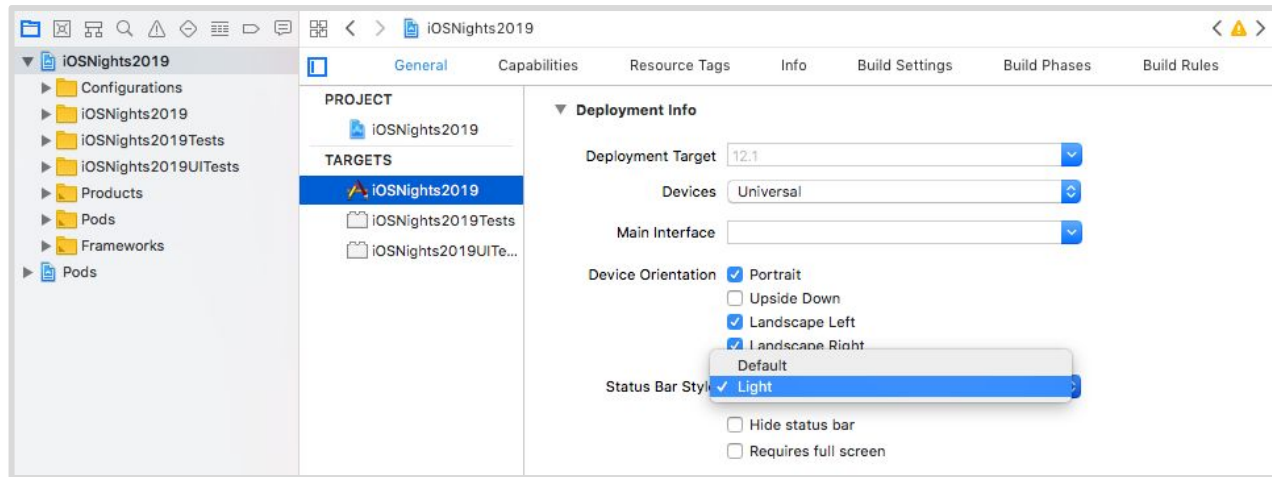 iOSNights2019
iOSNights2019
General Capabilities Resource Tags Info Build Settings Build Phases Build Rules
iOSNights2019
Configurations
iOSNights2019
iOSNights2019Tests
iOSNights2019UITests
Products
Pods
Frameworks
Pods
PROJECT
iOSNights2019
TARGETS
iOSNights2019
iOSNights2019Tests
iOSNights2019UITe...
Deployment Info
Deployment Target 12.1
Devices Universal
Main Interface
Device Orientation Portrait
Upside Down
Landscape Left
Landscape Right
Default
Status Bar Style Light
Hide status bar
Requires full screen